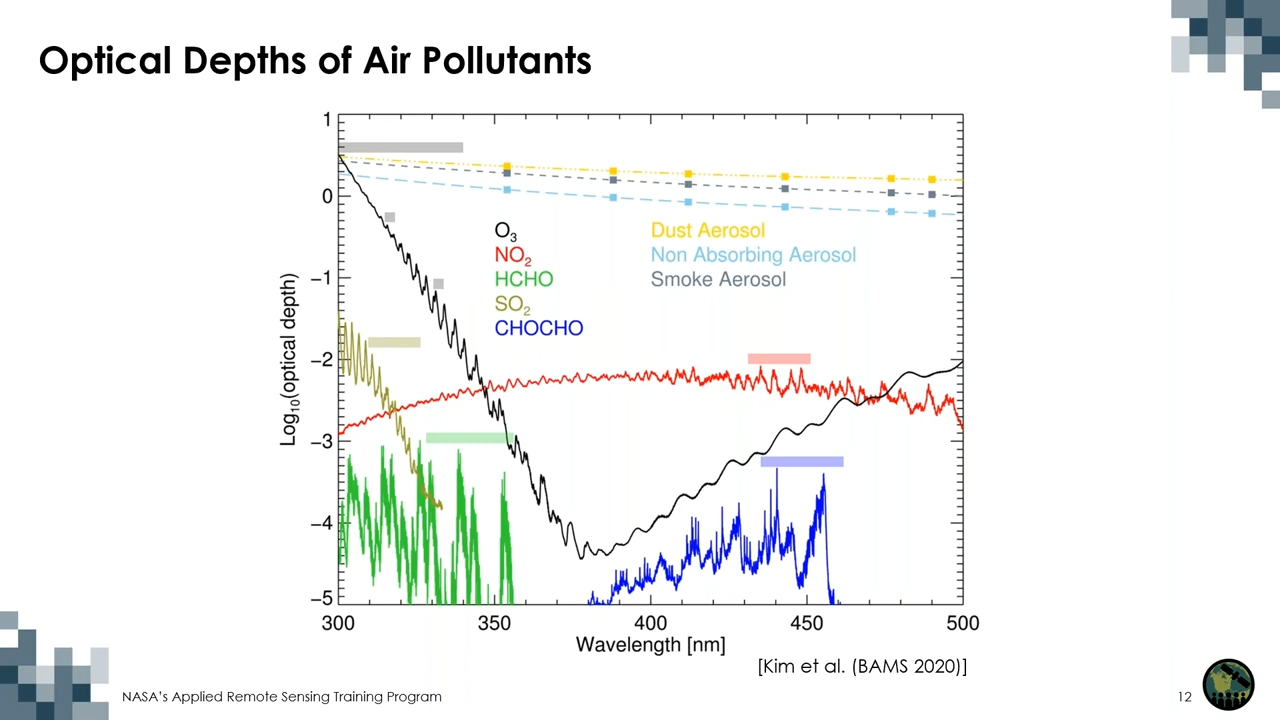 Optical Depths of Air Pollutants
1
0
−1
−2
−3
−4
−5
Log10(optical depth)
O3
NO2
HCHO
SO2
CHOCHO
Dust Aerosol
Non Absorbing Aerosol
Smoke Aerosol
300 350 400 450 500
Wavelength [nm]
[Kim et al. (BAMS 2020)]
NASA's Applied Remote Sensing Training Program
12